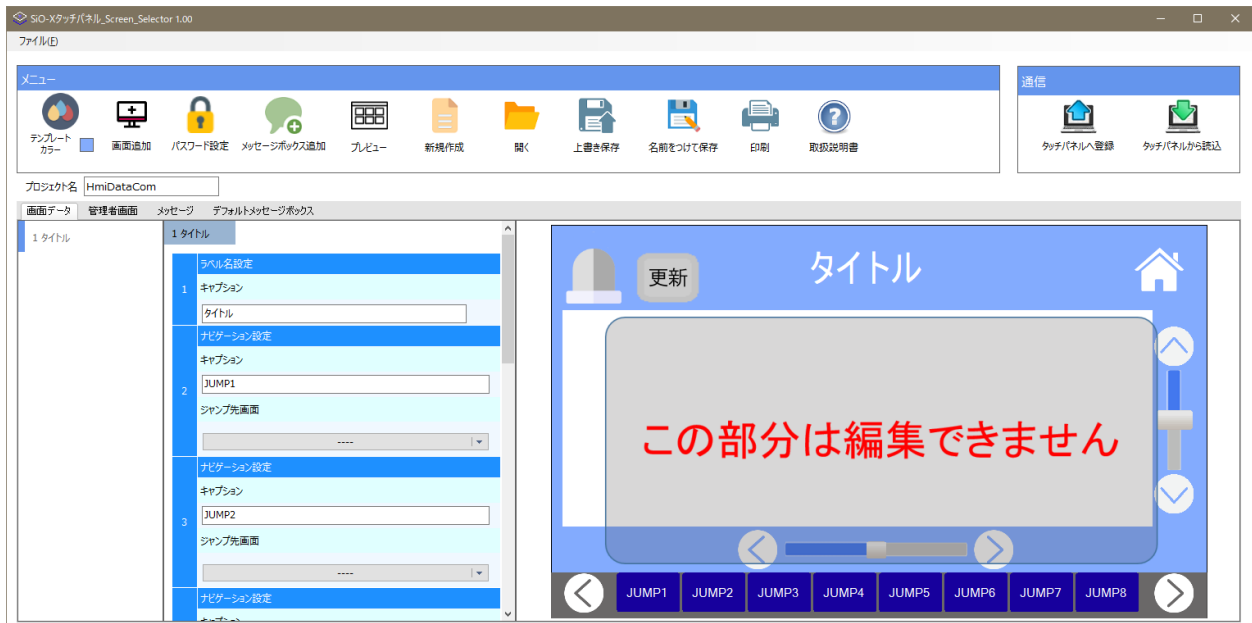 SiO-Xタッチパネル_Screen_Selector 1.00
ファイル(F)
メニュー
通信
テンプレート
カラー
画面追加
パスワード設定
メッセージボックス追加
プレビュー
新規作成
開く
上書き保存
名前をつけて保存
印刷
取扱説明書
タッチパネルへ登録
タッチパネルから読込
プロジェクト名 HmiDataCom
画面データ 管理者画面 メッセージ デフォルトメッセージボックス
1 タイトル
1 タイトル
ラベル名設定
1 キャプション
タイトル
ナビゲーション設定
キャプション
2 JUMP1
ジャンプ先画面
----
ナビゲーション設定
キャプション
3 JUMP2
ジャンプ先画面
----
ナビゲーション設定
更新
タイトル
この部分は編集できません
JUMP1 JUMP2 JUMP3 JUMP4 JUMP5 JUMP6 JUMP7 JUMP8